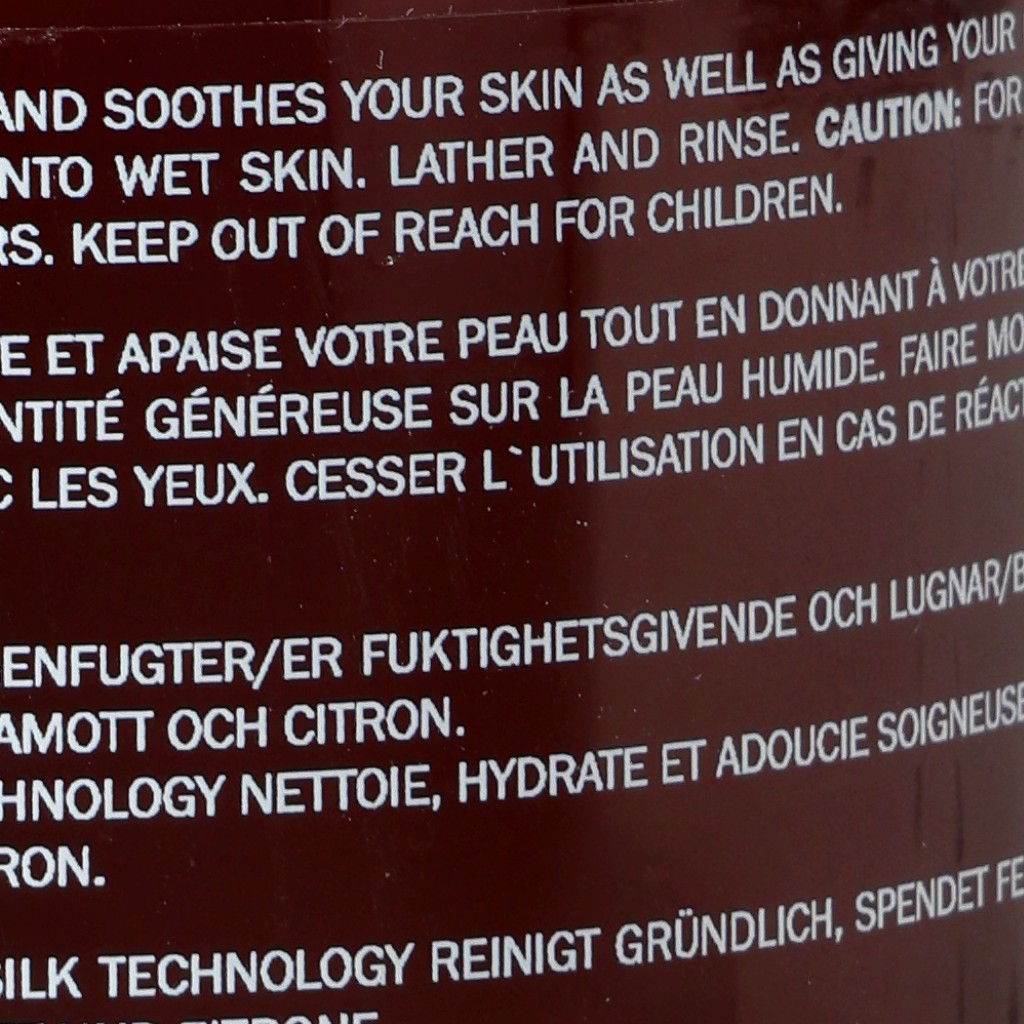 AND SOOTHES YOUR SKIN AS WELL AS GIVING YOUR
NTO WET SKIN. LATHER AND RINSE. CAUTION: FOR
RS. KEEP OUT OF REACH FOR CHILDREN.
E ET APAISE VOTRE PEAU TOUT EN DONNANT À VOTRE
NTITÉ GÉNÉREUSE SUR LA PEAU HUMIDE. FAIRE MO
C LES YEUX. CESSER L`UTILISATION EN CAS DE RÉACT
ENFUGTER/ER FUKTIGHETSGIVENDE OCH LUGNAR/B
AMOTT OCH CITRON.
HNOLOGY NETTOIE, HYDRATE ET ADOUCIE SOIGNEUSE
RON.
SILK TECHNOLOGY REINIGT GRÜNDLICH, SPENDET FE